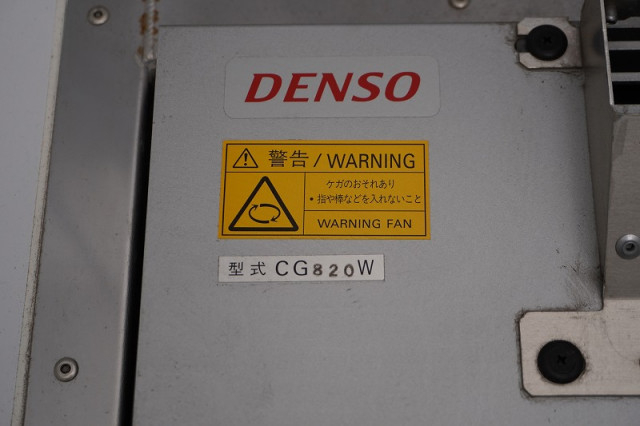 DENSO
警告/WARNING
ケガのおそれあり
・指や棒などを入れないこと
WARNING FAN
型式 CG820W